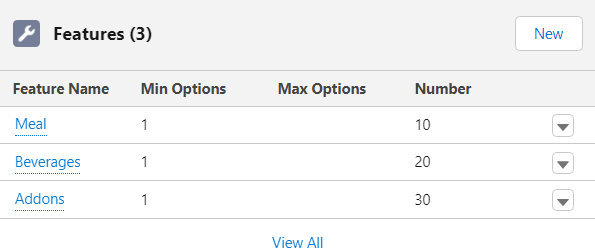 Features (3)
New
Feature Name Min Options Max Options Number
Meal 1 10
Beverages 1 20
Addons 1 30
View All